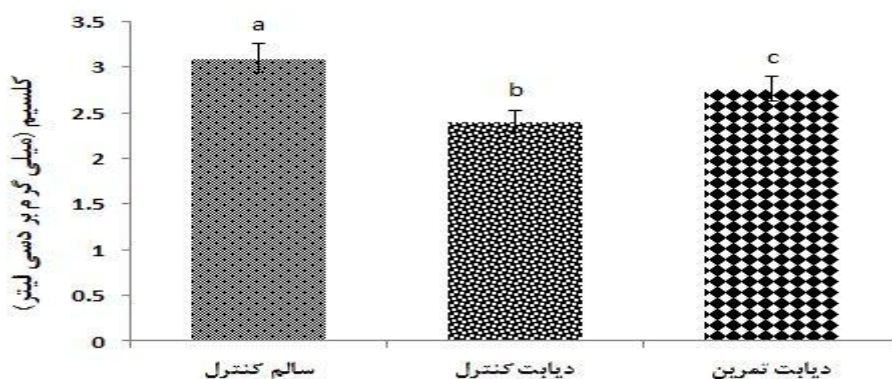 3.5
3
2.5
2
1.5
1
0.5
0
کلسیم (میلی گرم بر دسی لیتر)
a
b
c
سالم کنترل
دیابت کنترل
دیابت تمرین